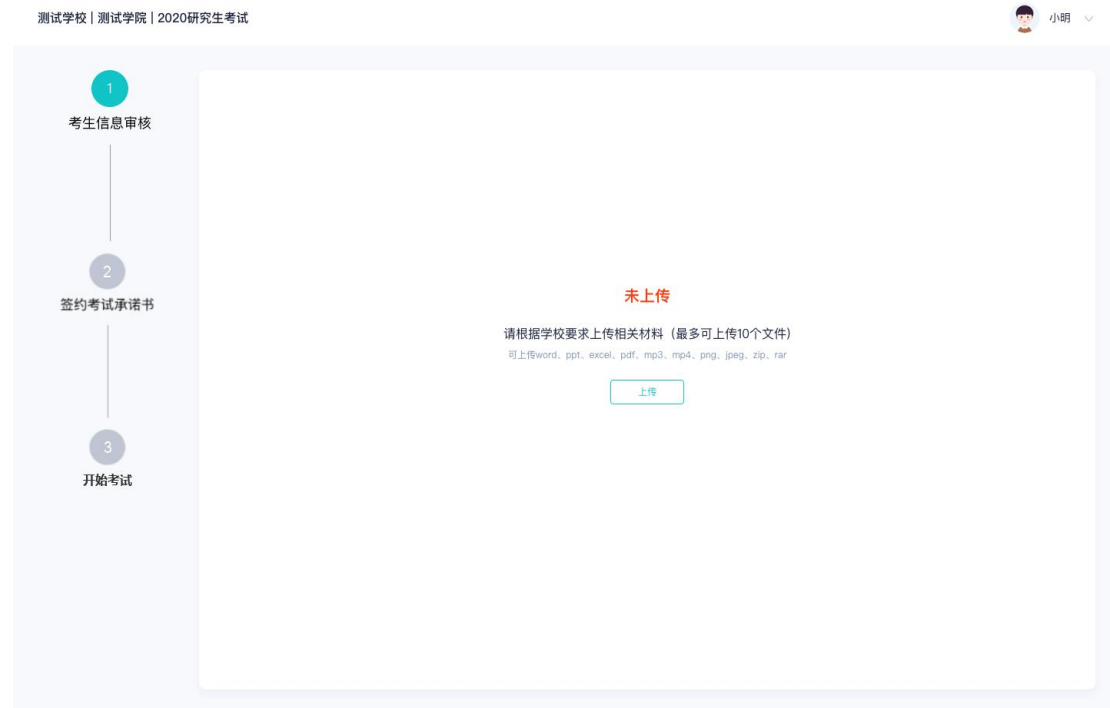 测试学校 | 测试学院 | 2020研究生考试
小明
1
考生信息审核
2
签约考试承诺书
3
开始考试
未上传
请根据学校要求上传相关材料（最多可上传10个文件）
可上传word、ppt、excel、pdf、mp3、mp4、png、jpeg、zip、rar
上传